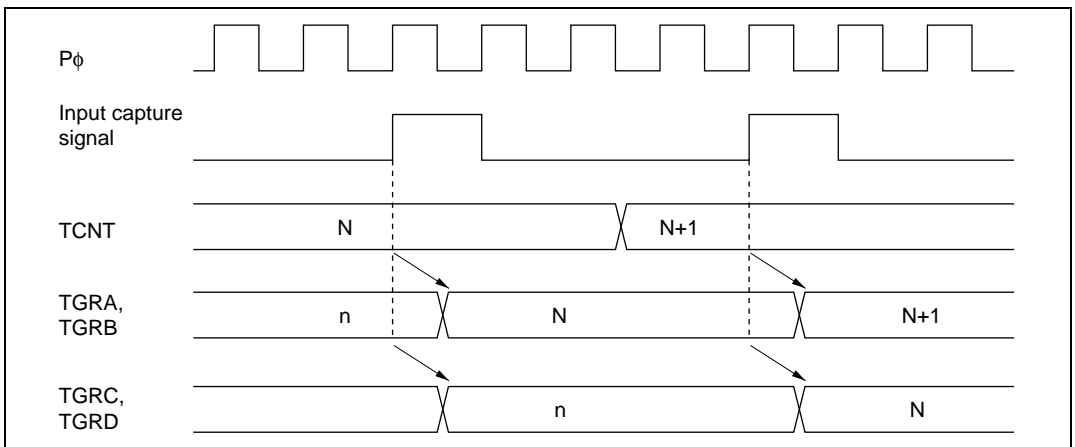 Pϕ
Input capture
signal
TCNT
N
N+1
TGRA,
TGRB
n
N
N+1
TGRC,
TGRD
n
N